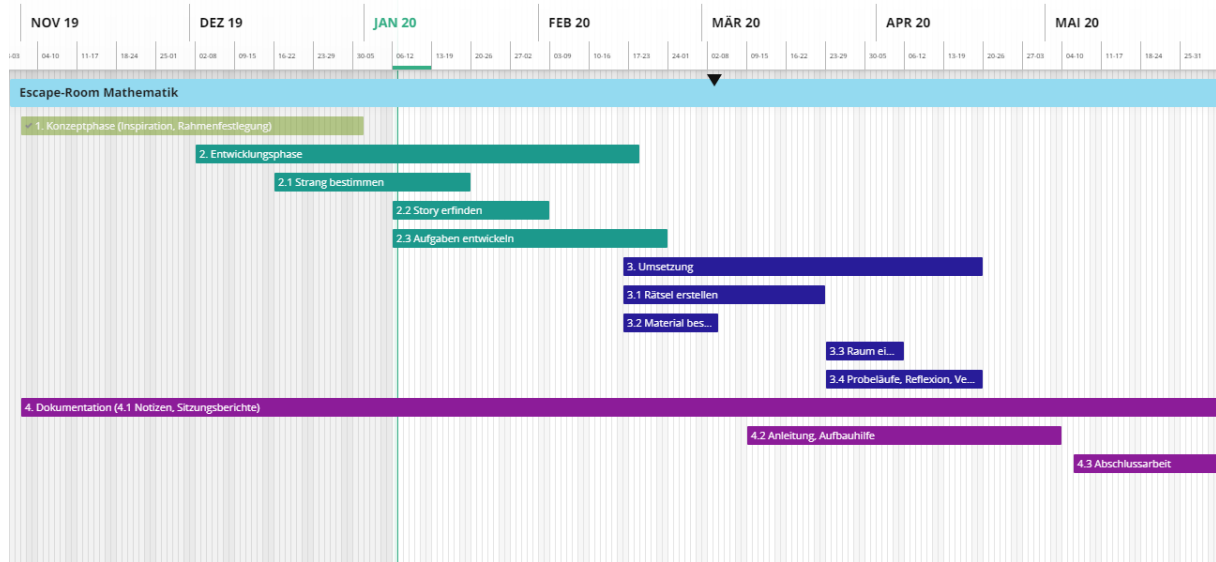 NOV 19 DEZ 19 JAN 20 FEB 20 MÄR 20 APR 20 MAI 20
-03 04-10 11-17 18-24 25-01 02-08 09-15 16-22 23-29 30-05 06-12 13-19 20-26 27-02 03-09 10-16 17-23 24-01 02-08 09-15 16-22 23-29 30-05 06-12 13-19 20-26 27-03 04-10 11-17 18-24 25-31
Escape-Room Mathematik
1. Konzeptphase (Inspiration, Rahmenfestlegung)
2. Entwicklungsphase
2.1 Strang bestimmen
2.2 Story erfinden
2.3 Aufgaben entwickeln
3. Umsetzung
3.1 Rätsel erstellen
3.2 Material bes...
3.3 Raum ei...
3.4 Probeläufe, Reflexion, Ve...
4. Dokumentation (4.1 Notizen, Sitzungsberichte)
4.2 Anleitung, Aufbauhilfe
4.3 Abschlussarbeit